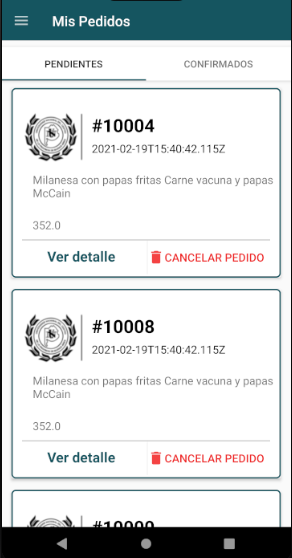 Mis Pedidos
PENDIENTES
CONFIRMADOS
#10004
2021-02-19T15:40:42.115Z
Milanesa con papas fritas Carne vacuna y papas
McCain
352.0
Ver detalle
CANCELAR PEDIDO
#10008
2021-02-19T15:40:42.115Z
Milanesa con papas fritas Carne vacuna y papas
McCain
352.0
Ver detalle
CANCELAR PEDIDO